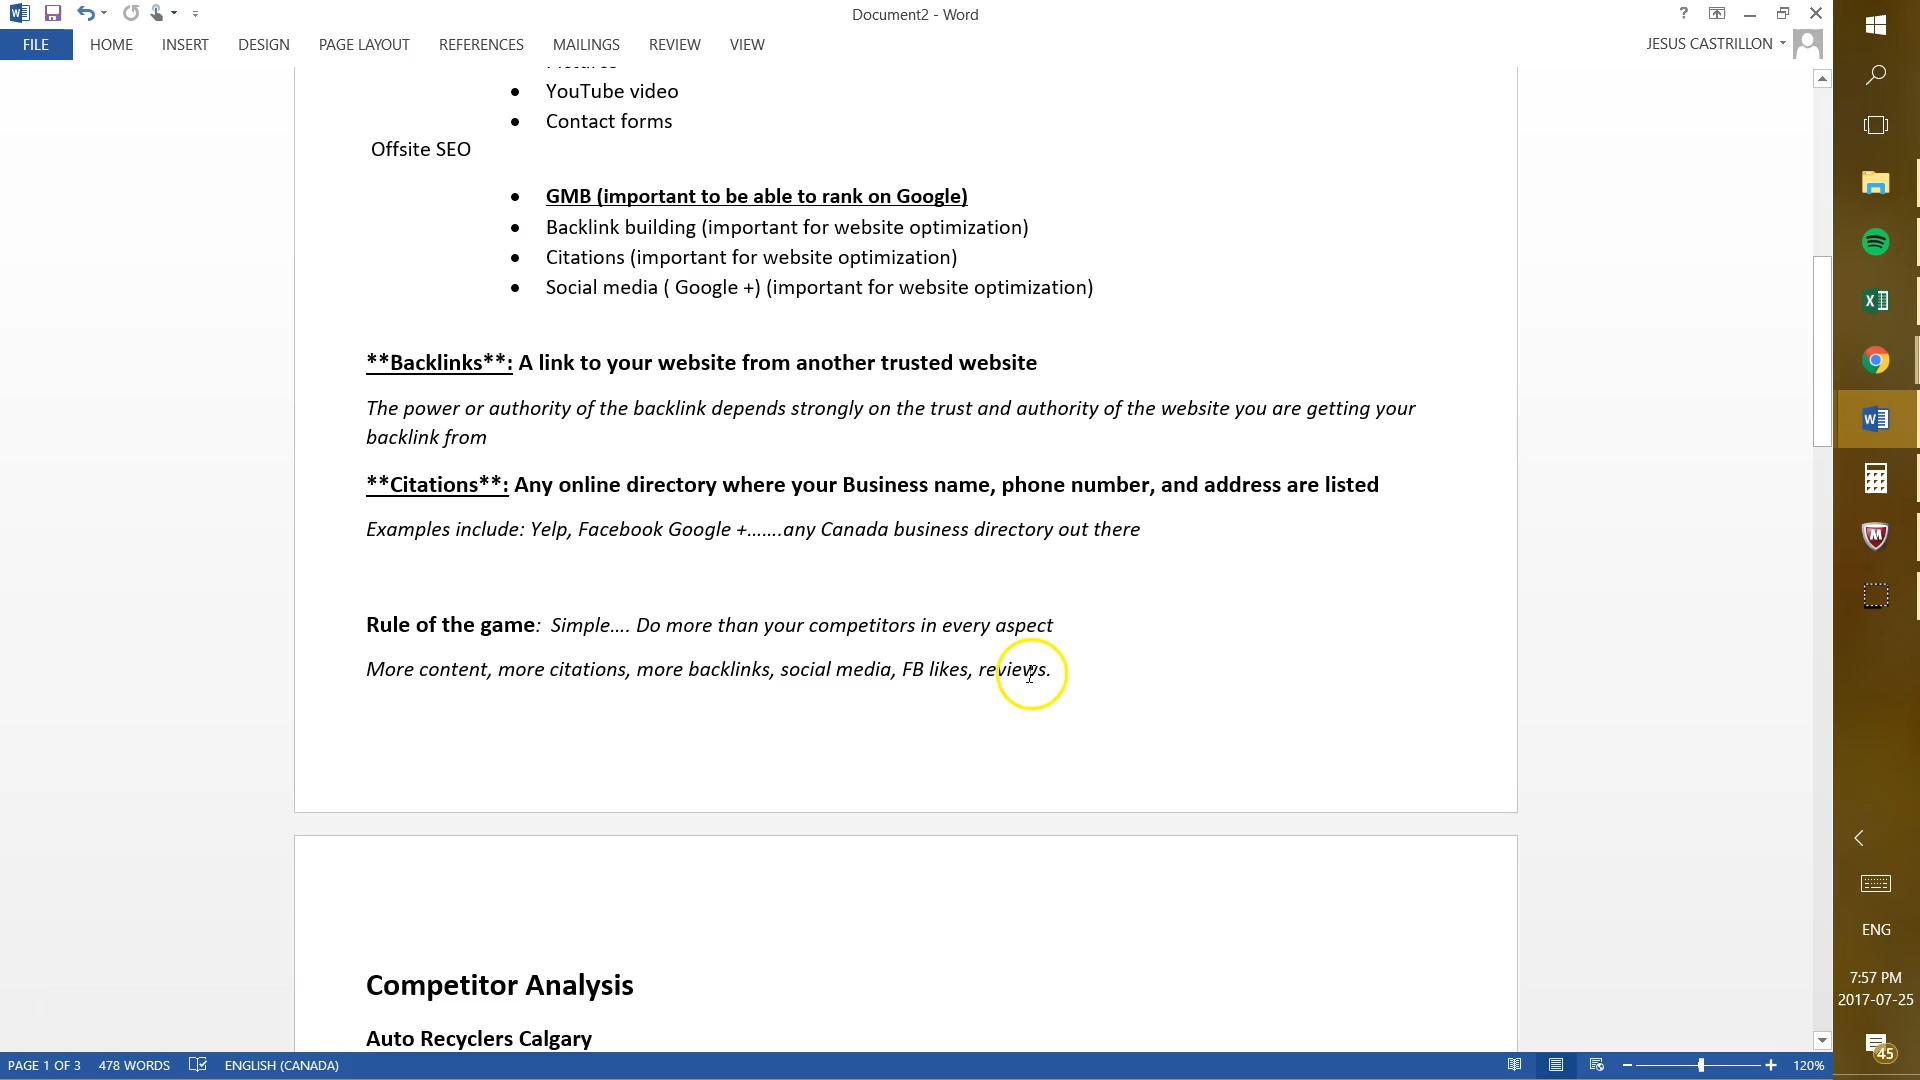 Document2 - Word
?
FILE HOME INSERT DESIGN PAGE LAYOUT REFERENCES MAILINGS REVIEW VIEW
JESUS CASTRILLON
• YouTube video
• Contact forms
Offsite SEO
• GMB (important to be able to rank on Google)
• Backlink building (important for website optimization)
• Citations (important for website optimization)
• Social media ( Google +) (important for website optimization)
**Backlinks**: A link to your website from another trusted website
The power or authority of the backlink depends strongly on the trust and authority of the website you are getting your
backlink from
**Citations**: Any online directory where your Business name, phone number, and address are listed
Examples include: Yelp, Facebook Google +…….any Canada business directory out there
Rule of the game:  Simple…. Do more than your competitors in every aspect
More content, more citations, more backlinks, social media, FB likes, reviews.
Competitor Analysis
Auto Recyclers Calgary
PAGE 1 OF 3 478 WORDS ENGLISH (CANADA)
120%
ENG
7:57 PM
2017-07-25
45